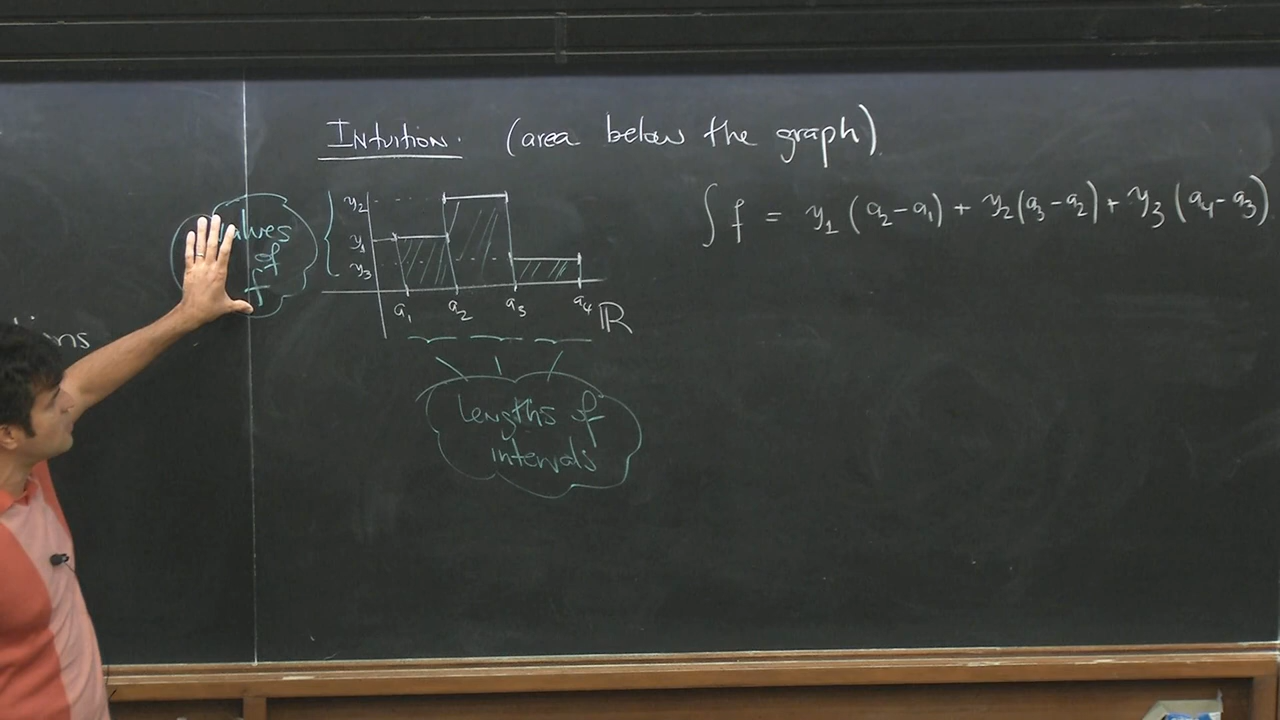 Intuition. (area below the graph).
∫ f = y₁ (a₂ - a₁) + y₂ (a₃ - a₂) + y₃ (a₄ - a₃)
y₂
y₁
y₃
of
f
a₁ a₂ a₃ a₄ ℝ
lengths of
intervals